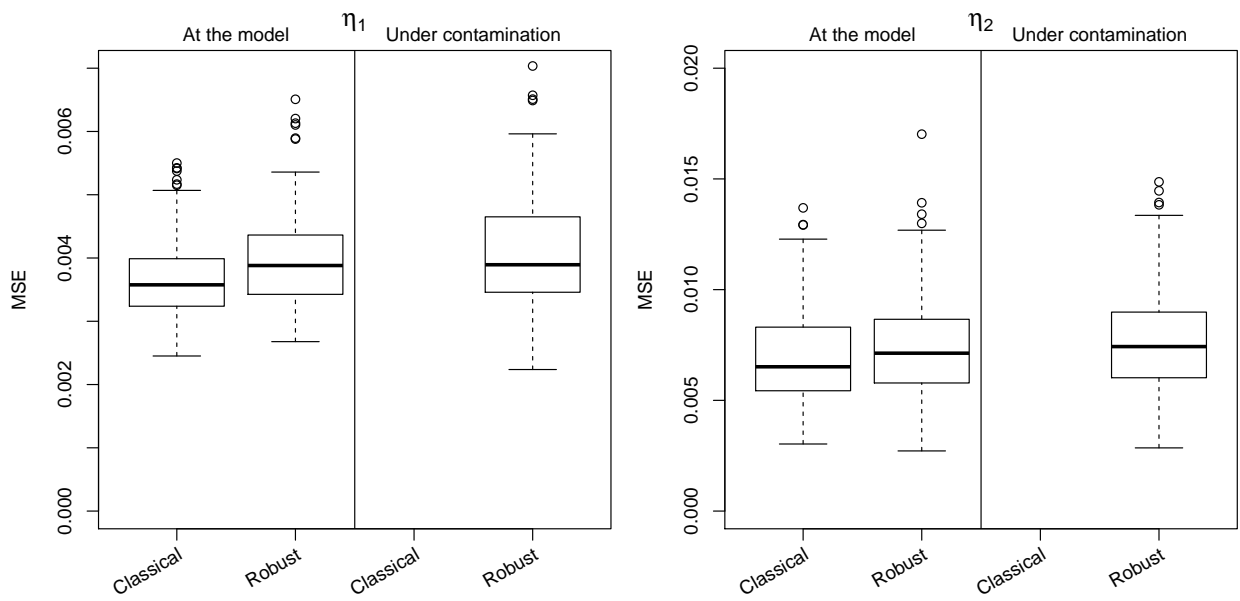 η1
At the model Under contamination
MSE
0.006
0.004
0.002
0.000
Classical Robust Classical Robust
η2
At the model Under contamination
MSE
0.020
0.015
0.010
0.005
0.000
Classical Robust Classical Robust